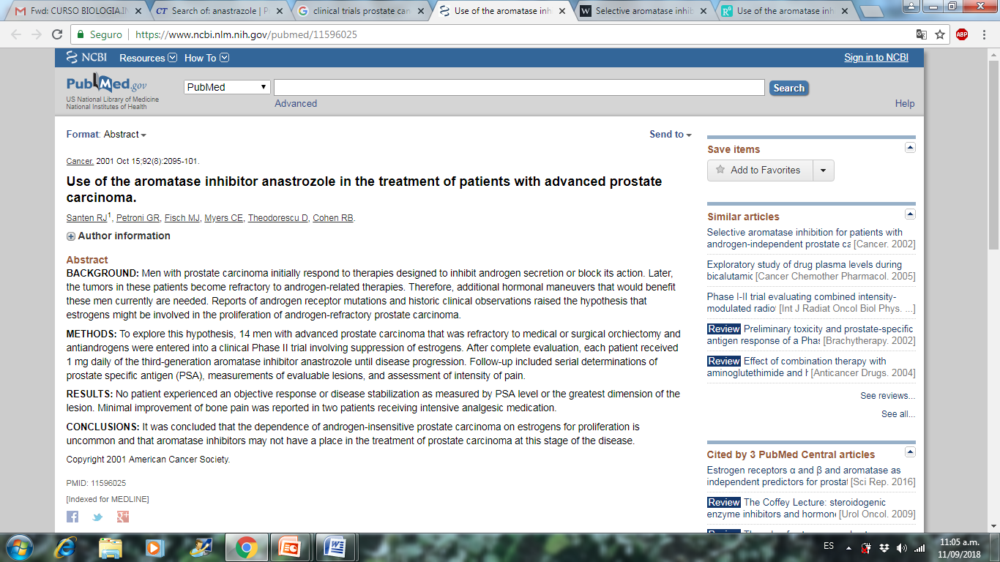 Fwd: CURSO BIOLOGIA.IN
CT Search of: anastrazole | P
clinical trials prostate can
Use of the aromatase inh
W Selective aromatase inhib
Use of the aromatase inh
Seguro https://www.ncbi.nlm.nih.gov/pubmed/11596025
ABP
NCBI Resources How To Sign in to NCBI
PubMed.gov
US National Library of Medicine
National Institutes of Health
PubMed Search
Advanced Help
Format: Abstract Send to
Cancer. 2001 Oct 15;92(8):2095-101.
Use of the aromatase inhibitor anastrozole in the treatment of patients with advanced prostate
carcinoma.
Santen RJ1, Petroni GR, Fisch MJ, Myers CE, Theodorescu D, Cohen RB.
Author information
Abstract
BACKGROUND: Men with prostate carcinoma initially respond to therapies designed to inhibit androgen secretion or block its action. Later,
the tumors in these patients become refractory to androgen-related therapies. Therefore, additional hormonal maneuvers that would benefit
these men currently are needed. Reports of androgen receptor mutations and historic clinical observations raised the hypothesis that
estrogens might be involved in the proliferation of androgen-refractory prostate carcinoma.
METHODS: To explore this hypothesis, 14 men with advanced prostate carcinoma that was refractory to medical or surgical orchiectomy and
antiandrogens were entered into a clinical Phase II trial involving suppression of estrogens. After complete evaluation, each patient received
1 mg daily of the third-generation aromatase inhibitor anastrozole until disease progression. Follow-up included serial determinations of
prostate specific antigen (PSA), measurements of evaluable lesions, and assessment of intensity of pain.
RESULTS: No patient experienced an objective response or disease stabilization as measured by PSA level or the greatest dimension of the
lesion. Minimal improvement of bone pain was reported in two patients receiving intensive analgesic medication.
CONCLUSIONS: It was concluded that the dependence of androgen-insensitive prostate carcinoma on estrogens for proliferation is
uncommon and that aromatase inhibitors may not have a place in the treatment of prostate carcinoma at this stage of the disease.
Copyright 2001 American Cancer Society.
PMID: 11596025
[Indexed for MEDLINE]
Save items
Add to Favorites
Similar articles
Selective aromatase inhibition for patients with
androgen-independent prostate ca [Cancer. 2002]
Exploratory study of drug plasma levels during
bicalutamic [Cancer Chemother Pharmacol. 2005]
Phase I-II trial evaluating combined intensity-
modulated radio [Int J Radiat Oncol Biol Phys. ...]
Review Preliminary toxicity and prostate-specific
antigen response of a Phas [Brachytherapy. 2002]
Review Effect of combination therapy with
aminoglutethimide and h [Anticancer Drugs. 2004]
See reviews...
See all...
Cited by 3 PubMed Central articles
Estrogen receptors α and β and aromatase as
independent predictors for prostat [Sci Rep. 2016]
Review The Coffey Lecture: steroidogenic
enzyme inhibitors and hormone [Urol Oncol. 2009]
ES
11:05 a.m.
11/09/2018